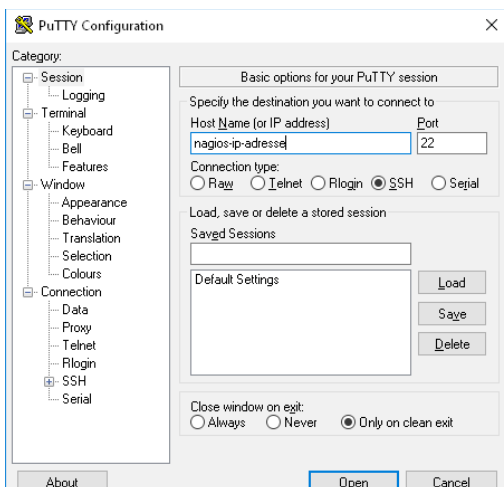 PuTTY Configuration
Category:
Session
Logging
Terminal
Keyboard
Bell
Features
Window
Appearance
Behaviour
Translation
Selection
Colours
Connection
Data
Proxy
Telnet
Rlogin
SSH
Serial
Basic options for your PuTTY session
Specify the destination you want to connect to
Host Name (or IP address) Port
nagios-ip-adresse 22
Connection type:
Raw Telnet Rlogin SSH Serial
Load, save or delete a stored session
Saved Sessions
Default Settings
Load
Save
Delete
Close window on exit:
Always Never Only on clean exit
About Open Cancel